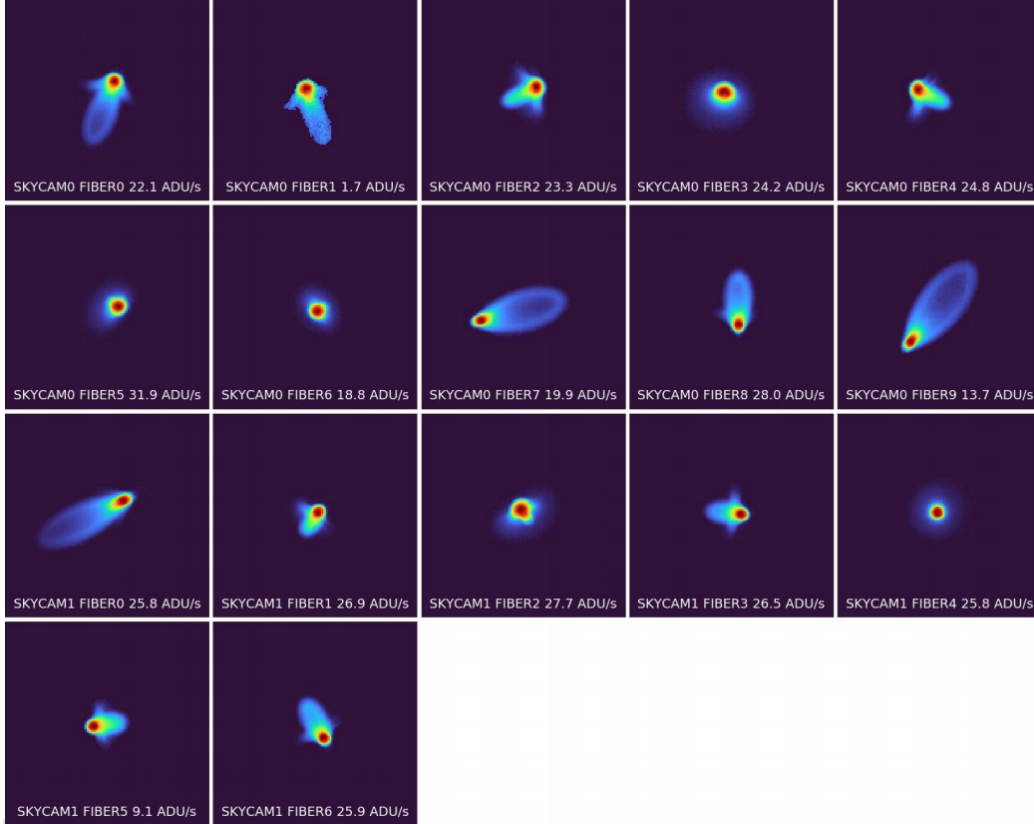 SKYCAM0 FIBER0 22.1 ADU/s
SKYCAM0 FIBER1 1.7 ADU/s
SKYCAM0 FIBER2 23.3 ADU/s
SKYCAM0 FIBER3 24.2 ADU/s
SKYCAM0 FIBER4 24.8 ADU/s
SKYCAM0 FIBER5 31.9 ADU/s
SKYCAM0 FIBER6 18.8 ADU/s
SKYCAM0 FIBER7 19.9 ADU/s
SKYCAM0 FIBER8 28.0 ADU/s
SKYCAM0 FIBER9 13.7 ADU/s
SKYCAM1 FIBER0 25.8 ADU/s
SKYCAM1 FIBER1 26.9 ADU/s
SKYCAM1 FIBER2 27.7 ADU/s
SKYCAM1 FIBER3 26.5 ADU/s
SKYCAM1 FIBER4 25.8 ADU/s
SKYCAM1 FIBER5 9.1 ADU/s
SKYCAM1 FIBER6 25.9 ADU/s